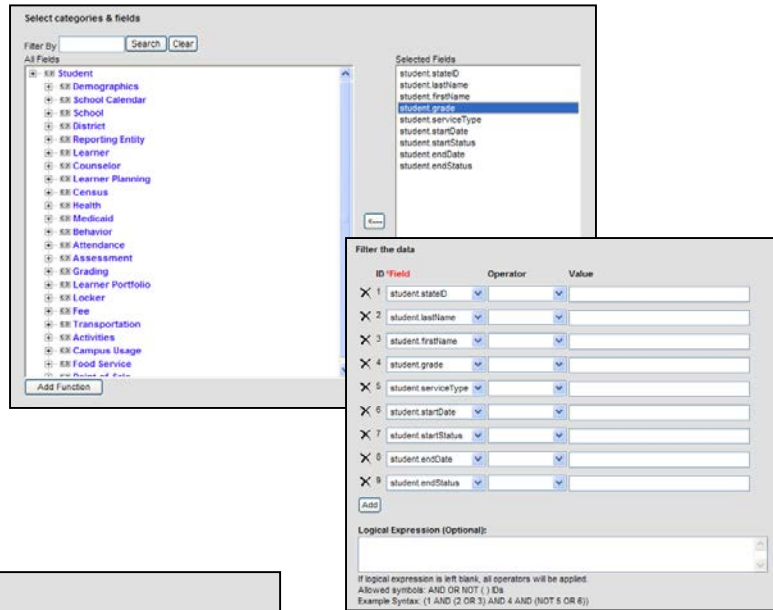 Select categories & fields
Filter By Search Clear
All Fields
Student
Demographics
School Calendar
School
District
Reporting Entity
Learner
Counselor
Learner Planning
Census
Health
Medicaid
Behavior
Attendance
Assessment
Grading
Learner Portfolio
Locker
Fee
Transportation
Activities
Campus Usage
Food Service
Point of Sale
Add Function
Selected Fields
student.stateID
student.lastName
student.firstName
student.grade
student.serviceType
student.startDate
student.startStatus
student.endDate
student.endStatus
Filter the data
ID *Field Operator Value
1 student.stateID
2 student.lastName
3 student.firstName
4 student.grade
5 student.serviceType
6 student.startDate
7 student.startStatus
8 student.endDate
9 student.endStatus
Add
Logical Expression (Optional):
If logical expression is left blank, all operators will be applied.
Allowed symbols: AND OR NOT ( ) IDs
Example Syntax: (1 AND (2 OR 3) AND 4 AND (NOT 5 OR 6))